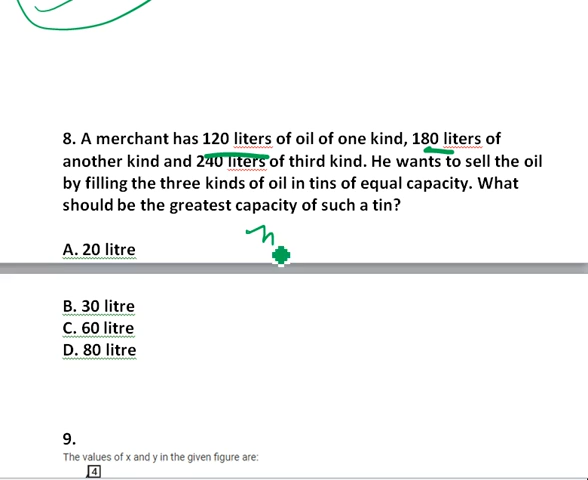 8. A merchant has 120 liters of oil of one kind, 180 liters of
another kind and 240 liters of third kind. He wants to sell the oil
by filling the three kinds of oil in tins of equal capacity. What
should be the greatest capacity of such a tin?
A. 20 litre
B. 30 litre
C. 60 litre
D. 80 litre
9.
The values of x and y in the given figure are:
4